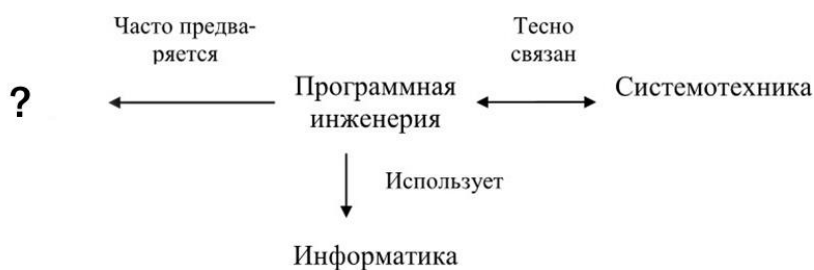 Часто предва-
ряется
Тесно
связан
?
Программная
инженерия
Системотехника
Использует
Информатика